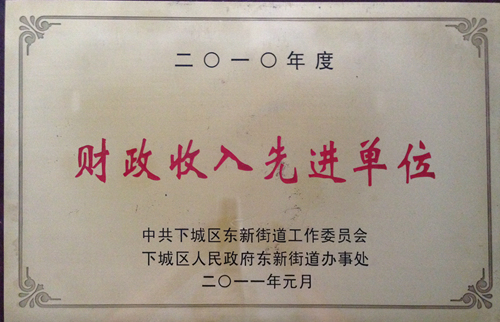 二〇一〇年度
财政收入先进单位
中共下城区东新街道工作委员会
下城区人民政府东新街道办事处
二〇一一年元月